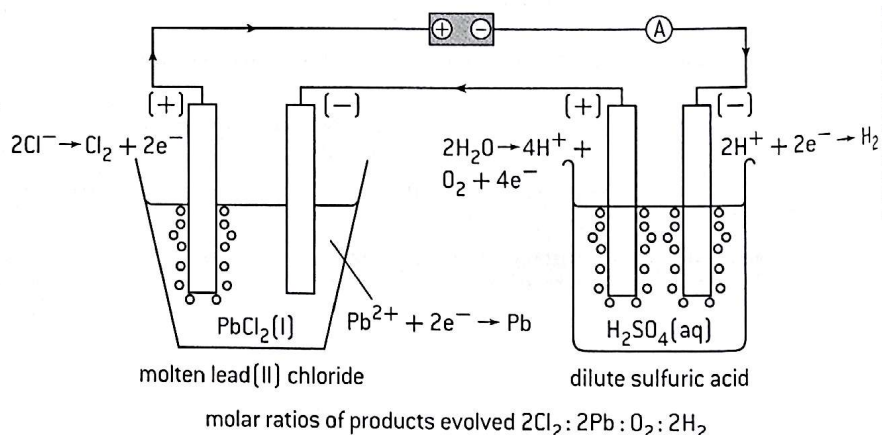 + − A
(+) (−) (+) (−)
2Cl⁻ → Cl₂ + 2e⁻
2H₂O → 4H⁺ +
O₂ + 4e⁻
2H⁺ + 2e⁻ → H₂
PbCl₂(l)
Pb²⁺ + 2e⁻ → Pb
H₂SO₄(aq)
molten lead(II) chloride
dilute sulfuric acid
molar ratios of products evolved 2Cl₂ : 2Pb : O₂ : 2H₂